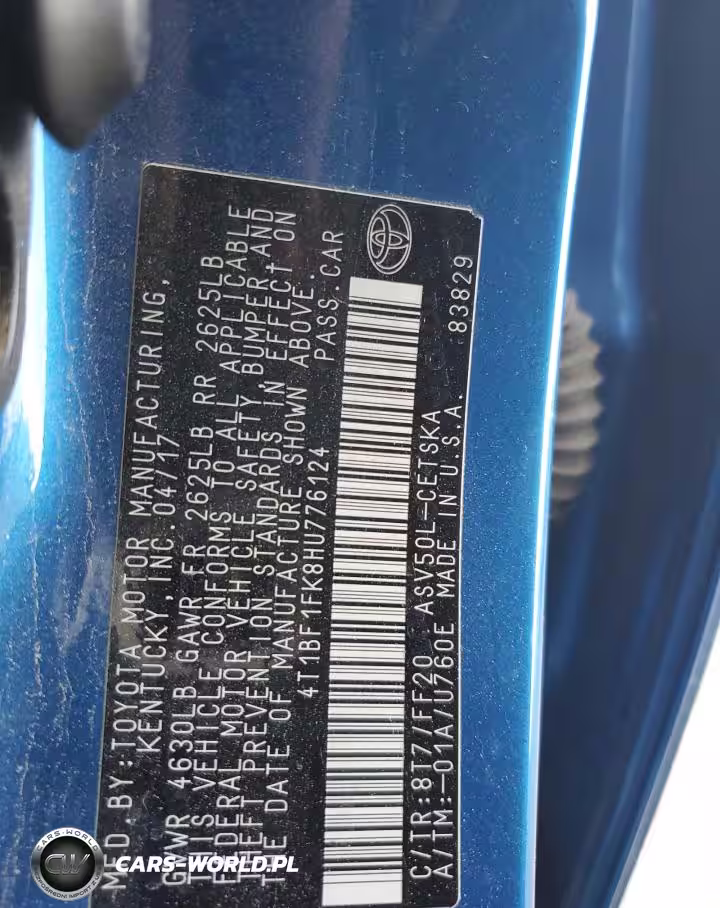 MFD.BY:TOYOTA MOTOR MANUFACTURING,
KENTUCKY,INC.04/17
GVWR 4630LB GAWR FR 2625LB RR 2625LB
THIS VEHICLE CONFORMS TO ALL APPLICABLE
FEDERAL MOTOR VEHICLE SAFETY,BUMPER,AND
THEFT PREVENTION STANDARDS IN EFFECT ON
THE DATE OF MANUFACTURE SHOWN ABOVE.
4T1BF1FK8HU776124 PASS.CAR
C/TR:8T7/FF20 ASV50L-CETSKA
A/TM:-01A/U760E MADE IN U.S.A. 83829
CARS-WORLD
CW
CARS-WORLD.PL